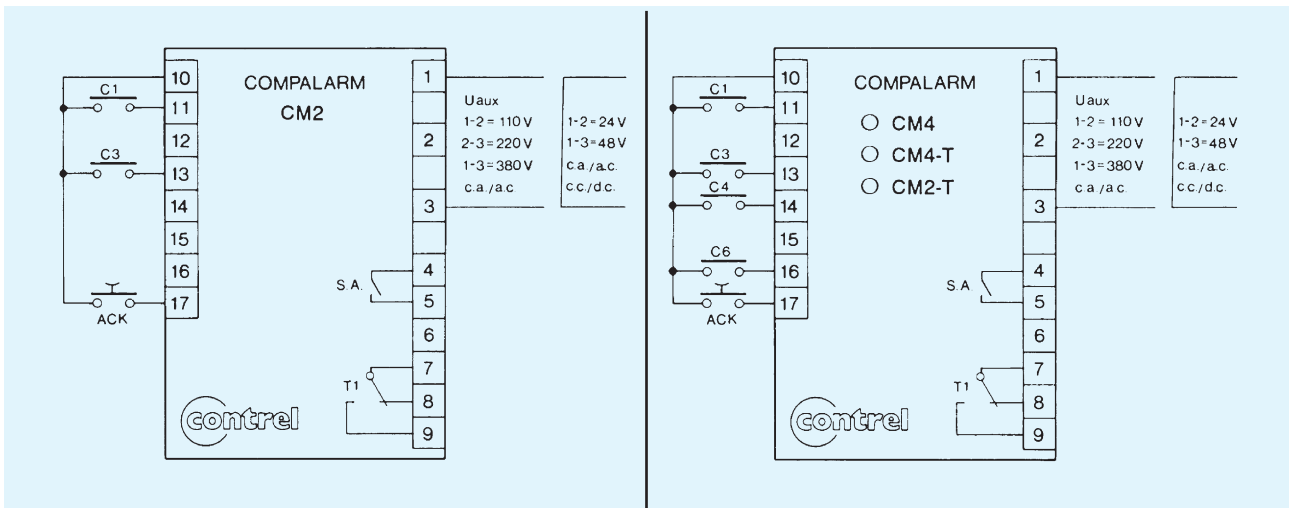 COMPALARM
CM2
10
11
12
13
14
15
16
17
C1
C3
ACK
1
2
3
4
5
6
7
8
9
S.A.
T1
contrel
Uaux
1-2 = 110 V
2-3 = 220 V
1-3 = 380 V
c.a./a.c
1-2 = 24 V
1-3 = 48 V
c.a./a.c.
c.c./d.c.
COMPALARM
CM4
CM4-T
CM2-T
10
11
12
13
14
15
16
17
C1
C3
C4
C6
ACK
1
2
3
4
5
6
7
8
9
S.A
T1
contrel
Uaux
1-2 = 110 V
2-3 = 220 V
1-3 = 380 V
c.a./a.c
1-2 = 24 V
1-3 = 48 V
c.a./a.c.
c.c./d.c.